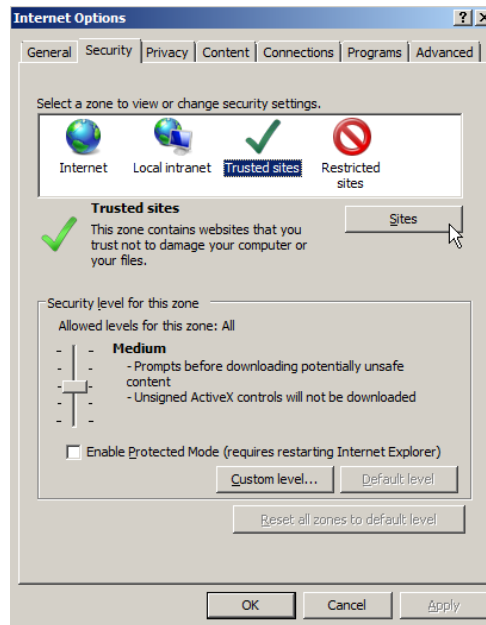 Internet Options
General Security Privacy Content Connections Programs Advanced
Select a zone to view or change security settings.
Internet Local intranet Trusted sites Restricted
sites
Trusted sites
Sites
This zone contains websites that you
trust not to damage your computer or
your files.
Security level for this zone
Allowed levels for this zone: All
Medium
- Prompts before downloading potentially unsafe
content
- Unsigned ActiveX controls will not be downloaded
Enable Protected Mode (requires restarting Internet Explorer)
Custom level... Default level
Reset all zones to default level
OK Cancel Apply